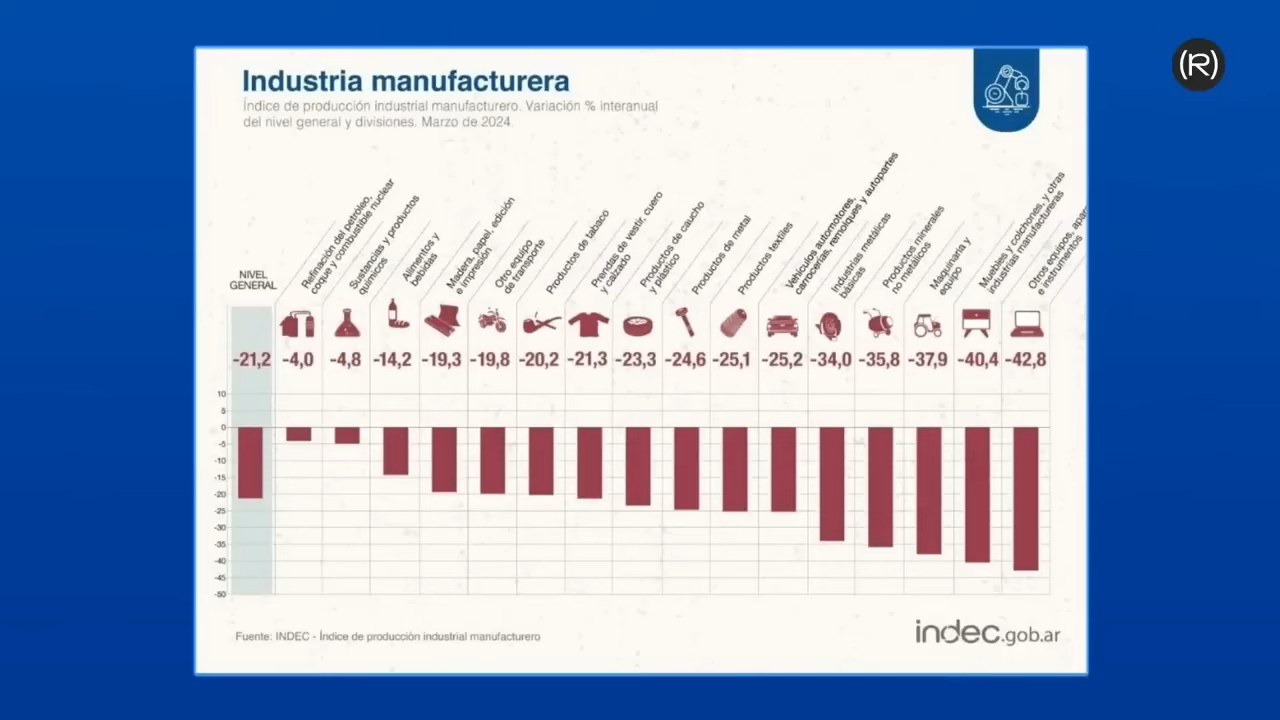 (R)
Industria manufacturera
Índice de producción industrial manufacturero. Variación % interanual
del nivel general y divisiones. Marzo de 2024.
NIVEL
GENERAL
Refinación del petróleo,
coque y combustible nuclear
Sustancias y productos
químicos
Alimentos y
bebidas
Madera, papel, edición
e impresión
Otro equipo
de transporte
Productos de tabaco
Prendas de vestir, cuero
y calzado
Productos de caucho
y plástico
Productos de metal
Productos textiles
Vehículos automotores,
carrocerías, remolques y autopartes
Industrias metálicas
básicas
Productos minerales
no metálicos
Maquinaria y
equipo
Muebles y colchones, y otras
industrias manufactureras
Otros equipos,
e instrumentos
-21,2 -4,0 -4,8 -14,2 -19,3 -19,8 -20,2 -21,3 -23,3 -24,6 -25,1 -25,2 -34,0 -35,8 -37,9 -40,4 -42,8
10
5
0
-5
-10
-15
-20
-25
-30
-35
-40
-45
-50
Fuente: INDEC - Índice de producción industrial manufacturero
indec.gob.ar